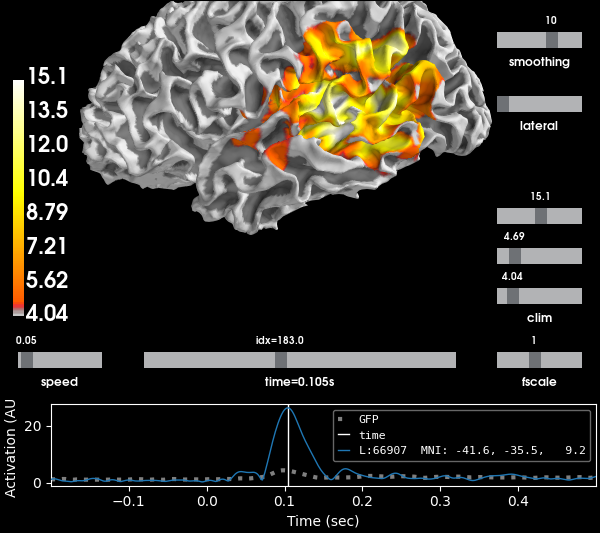 10
smoothing
lateral
15.1
13.5
12.0
10.4
8.79
7.21
5.62
4.04
15.1
4.69
4.04
clim
0.05
speed
idx=183.0
time=0.105s
1
fscale
Activation (AU
20
0
GFP
time
L:66907 MNI: -41.6, -35.5, 9.2
−0.1 0.0 0.1 0.2 0.3 0.4
Time (sec)